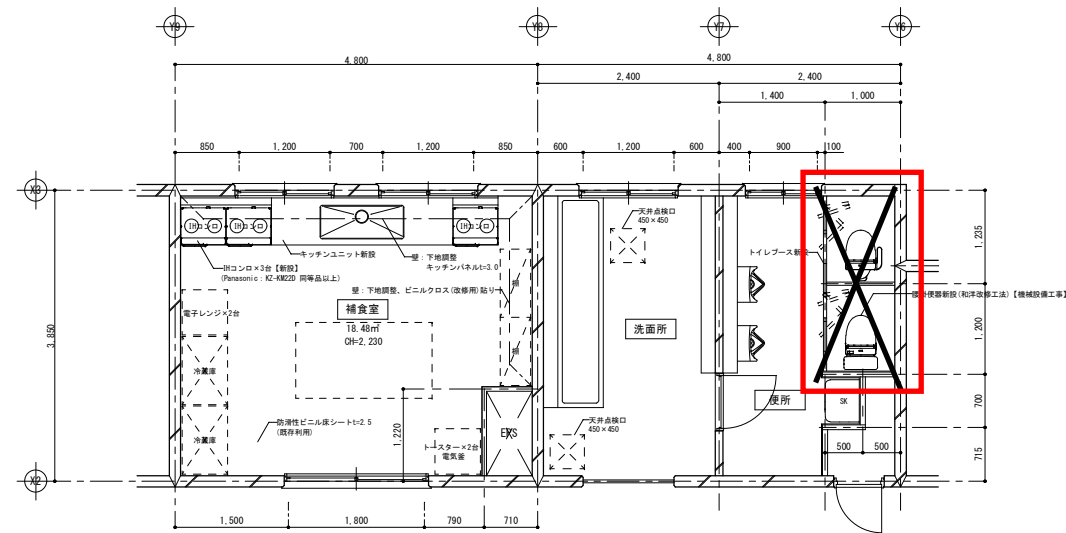 Y9 Y8 Y7 Y6
4,800 4,800
2,400 2,400
1,400 1,000
850 1,200 700 1,200 850 600 1,200 600 400 900 100
X3
天井点検口
450×450
IHコンロ IHコンロ IHコンロ
トイレブース新設
1,235
キッチンユニット新設
壁：下地調整
キッチンパネルt=3.0
IHコンロ×3台【新設】
(Panasonic：KZ-KM22D 同等品以上)
壁：下地調整、ビニルクロス(改修用)貼り
棚
腰掛便器新設(和洋改修工法)【機械設備工事】
電子レンジ×2台
補食室
18.48㎡
CH=2,230
洗面所
3,850
1,200
棚
冷蔵庫
便所
SK
700
冷蔵庫
防滑性ビニル床シートt=2.5
(既存利用)
1,220
トースター×2台
電気釜
EPS
天井点検口
450×450
500 500
715
X2
1,500 1,800 790 710